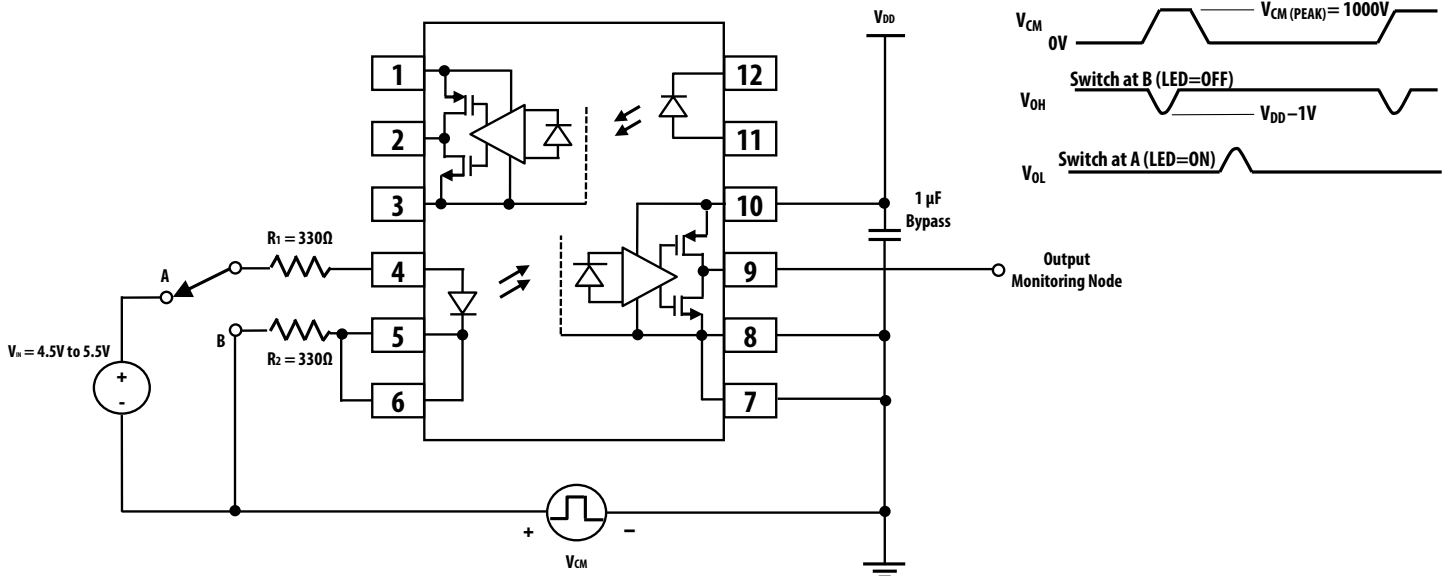 1
2
3
4
5
6
12
11
10
9
8
7
R1 = 330Ω
A
B
R2 = 330Ω
VIN = 4.5V to 5.5V
+
-
+
−
VCM
VDD
1 µF
Bypass
Output
Monitoring Node
VCM
0V
VCM (PEAK)= 1000V
Switch at B (LED=OFF)
VOH
VDD−1V
Switch at A (LED=ON)
VOL